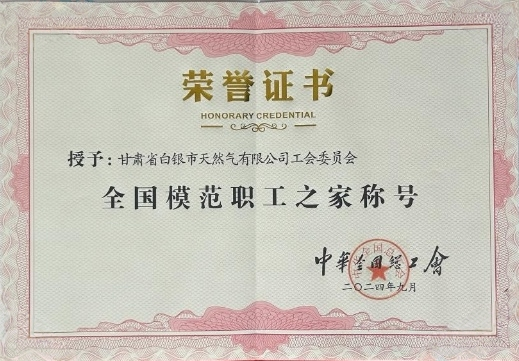 荣誉证书
HONORARY CREDENTIAL
授予：甘肃省白银市天然气有限公司工会委员会
全国模范职工之家称号
中华全国总工會
二〇二四年九月